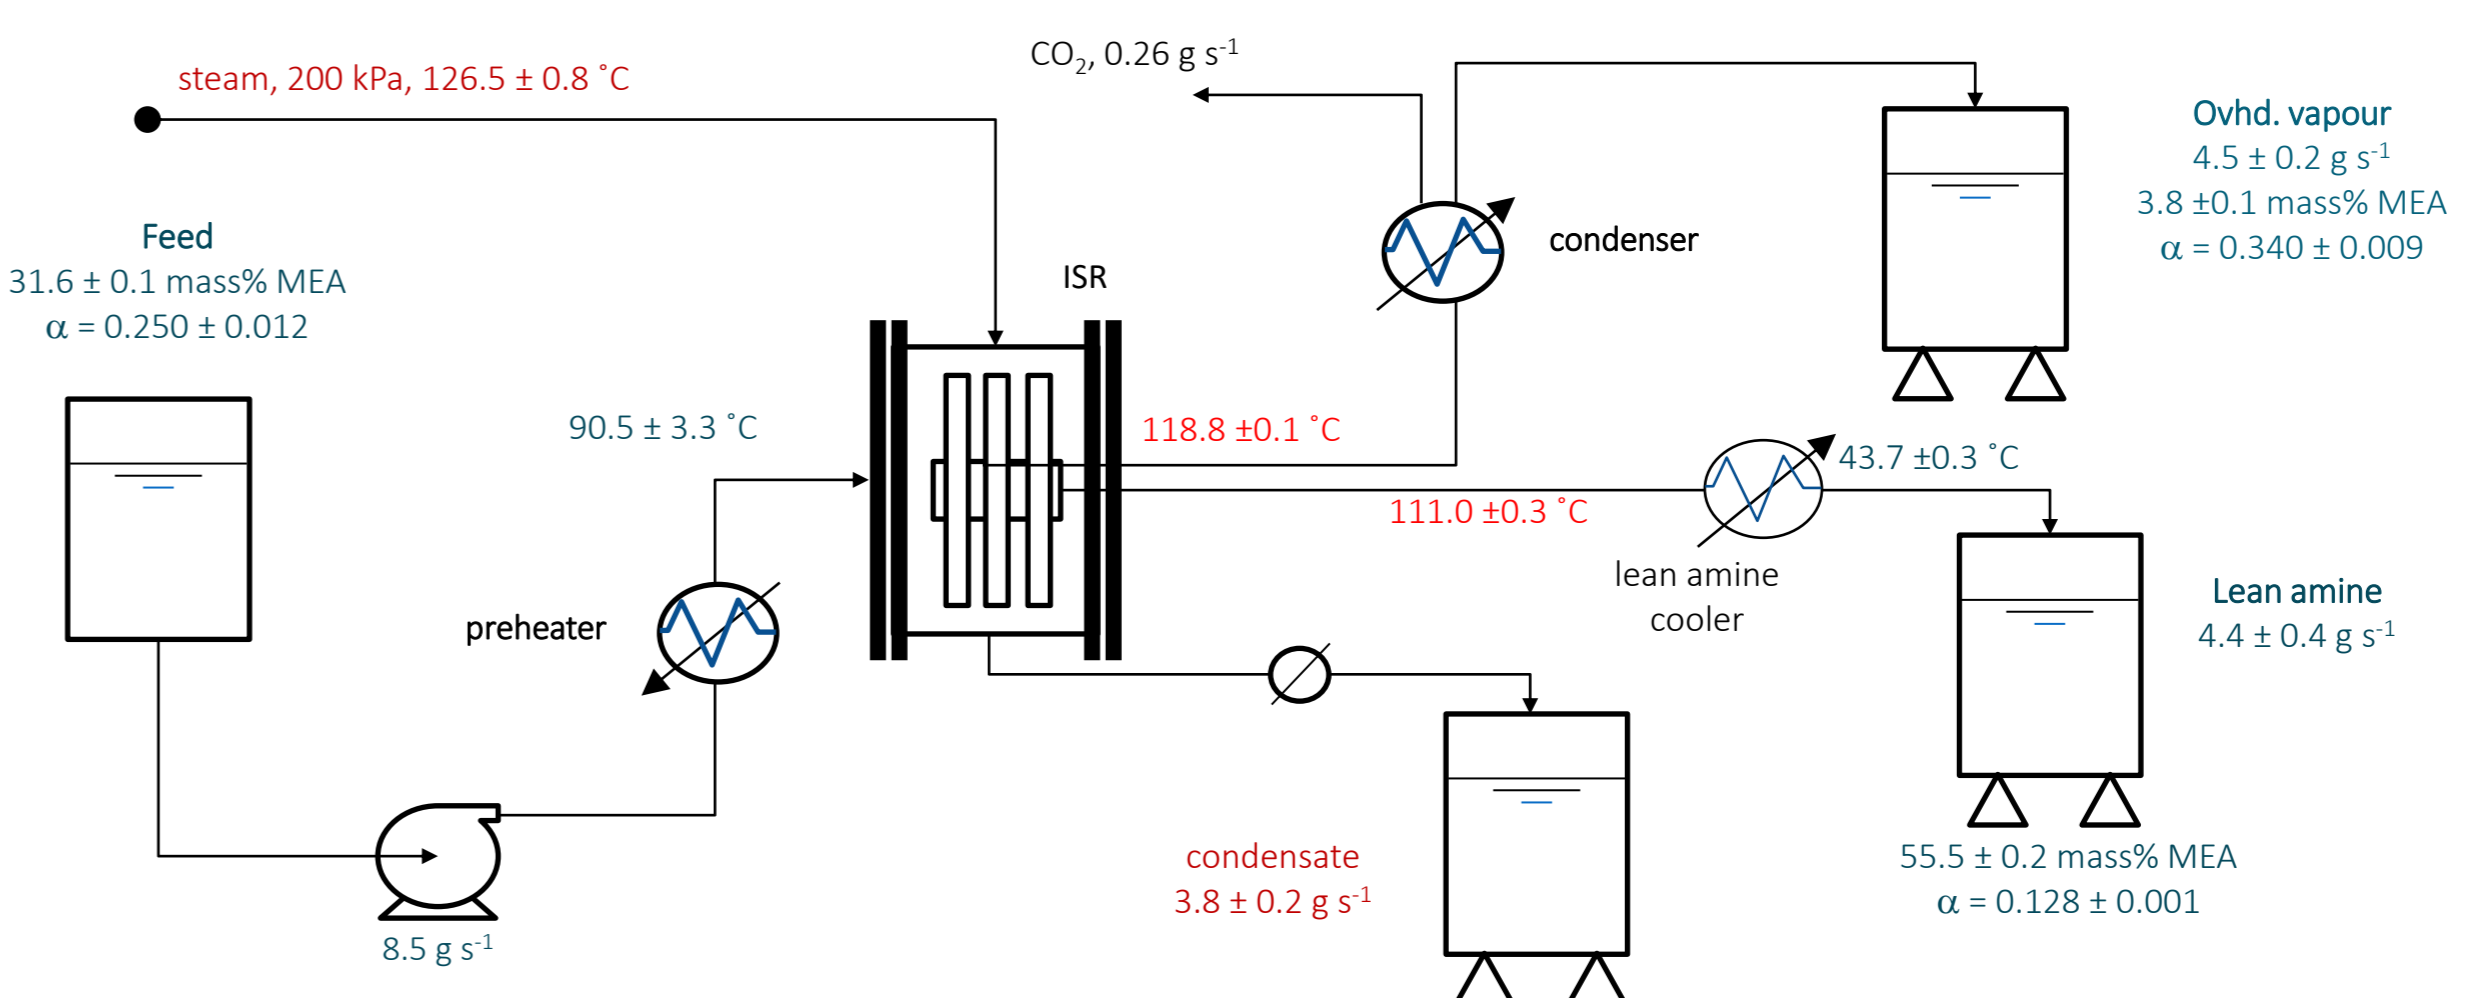 steam, 200 kPa, 126.5 ± 0.8 ˚C
CO₂, 0.26 g s⁻¹
Ovhd. vapour
4.5 ± 0.2 g s⁻¹
3.8 ±0.1 mass% MEA
α = 0.340 ± 0.009
Feed
31.6 ± 0.1 mass% MEA
α = 0.250 ± 0.012
condenser
ISR
90.5 ± 3.3 ˚C
118.8 ±0.1 ˚C
43.7 ±0.3 ˚C
111.0 ±0.3 ˚C
lean amine
cooler
Lean amine
4.4 ± 0.4 g s⁻¹
preheater
condensate
3.8 ± 0.2 g s⁻¹
55.5 ± 0.2 mass% MEA
α = 0.128 ± 0.001
8.5 g s⁻¹